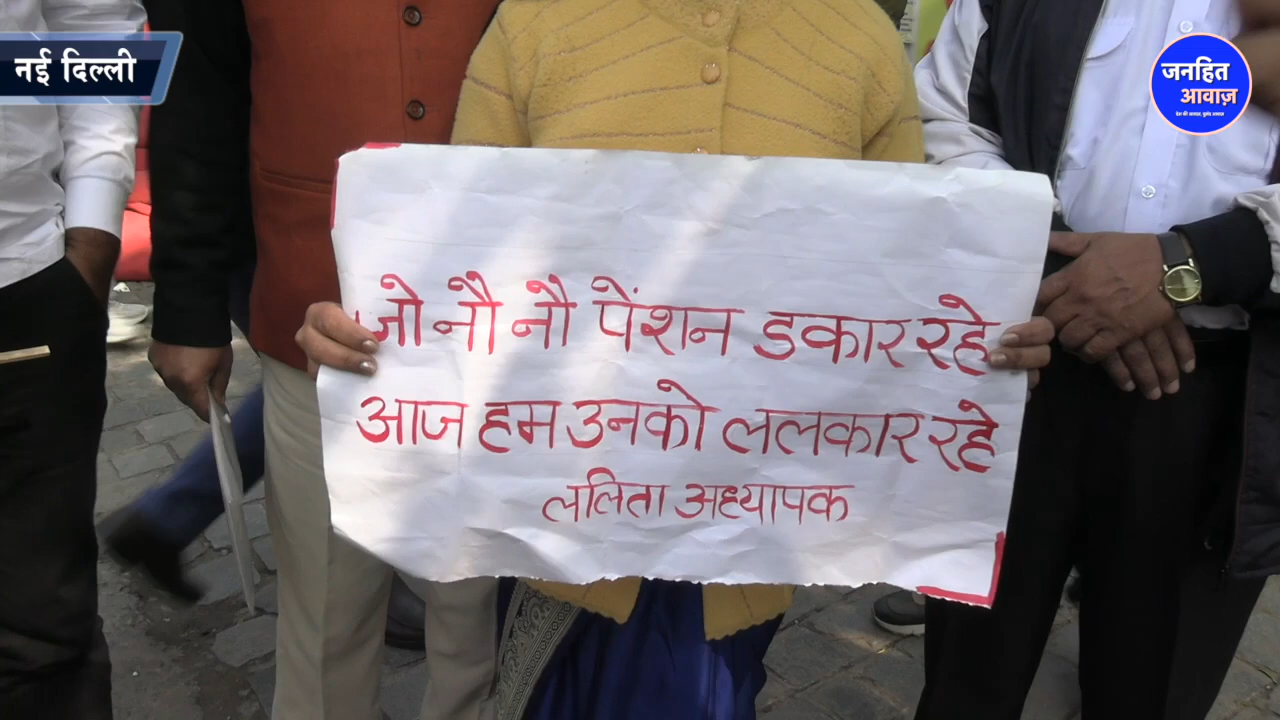 नई दिल्ली
जनहित
आवाज़
जो नौ नौ पेंशन डकार रहे
आज हम उनको ललकार रहे
ललिता अध्यापक